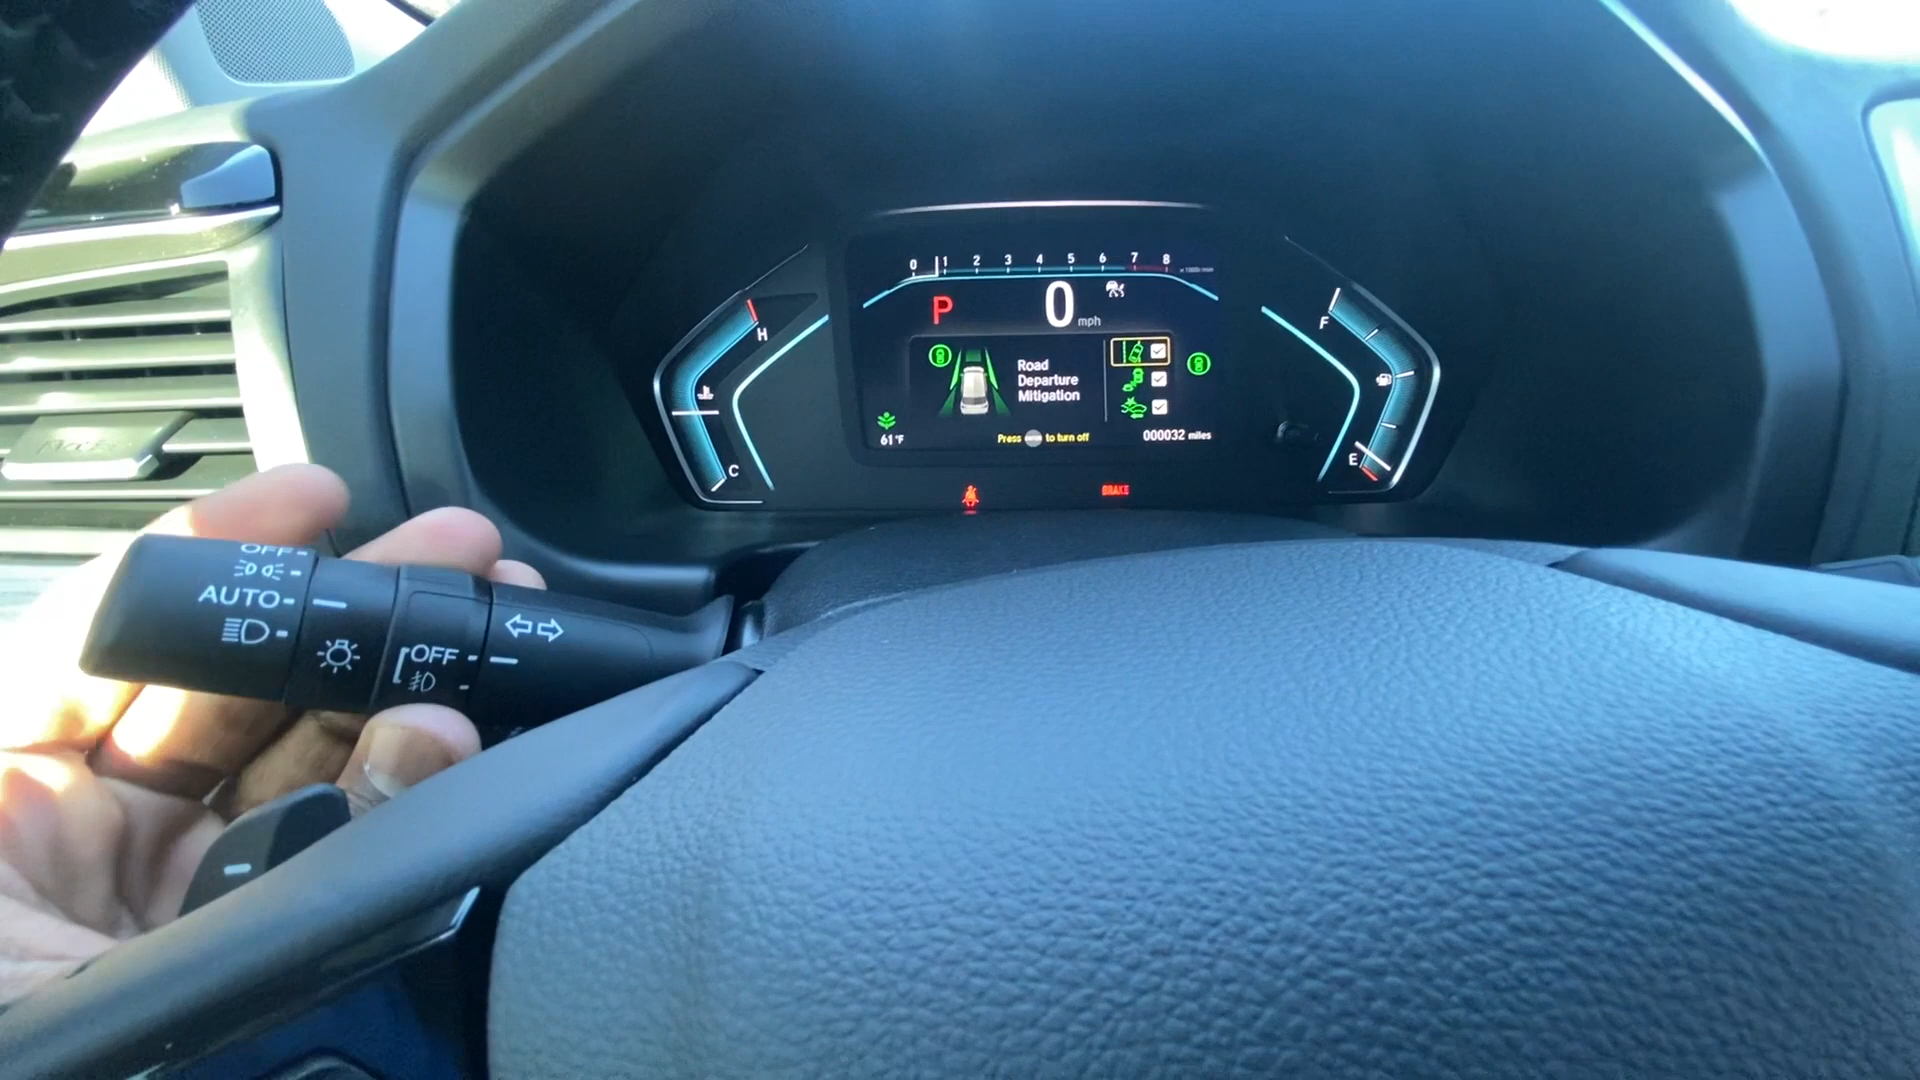 0 1 2 3 4 5 6 7 8
P 0 mph
H
C
F
E
Road
Departure
Mitigation
61°F
Press to turn off
000032 miles
BRAKE
OFF
AUTO
OFF